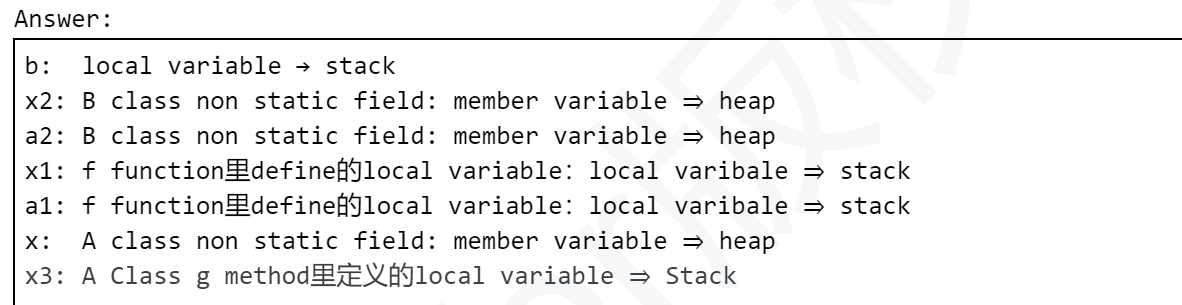 Answer:
b:  local variable → stack
x2: B class non static field: member variable ⇒ heap
a2: B class non static field: member variable ⇒ heap
x1: f function里define的local variable：local varibale ⇒ stack
a1: f function里define的local variable：local varibale ⇒ stack
x:  A class non static field: member variable ⇒ heap
x3: A Class g method里定义的local variable ⇒ Stack